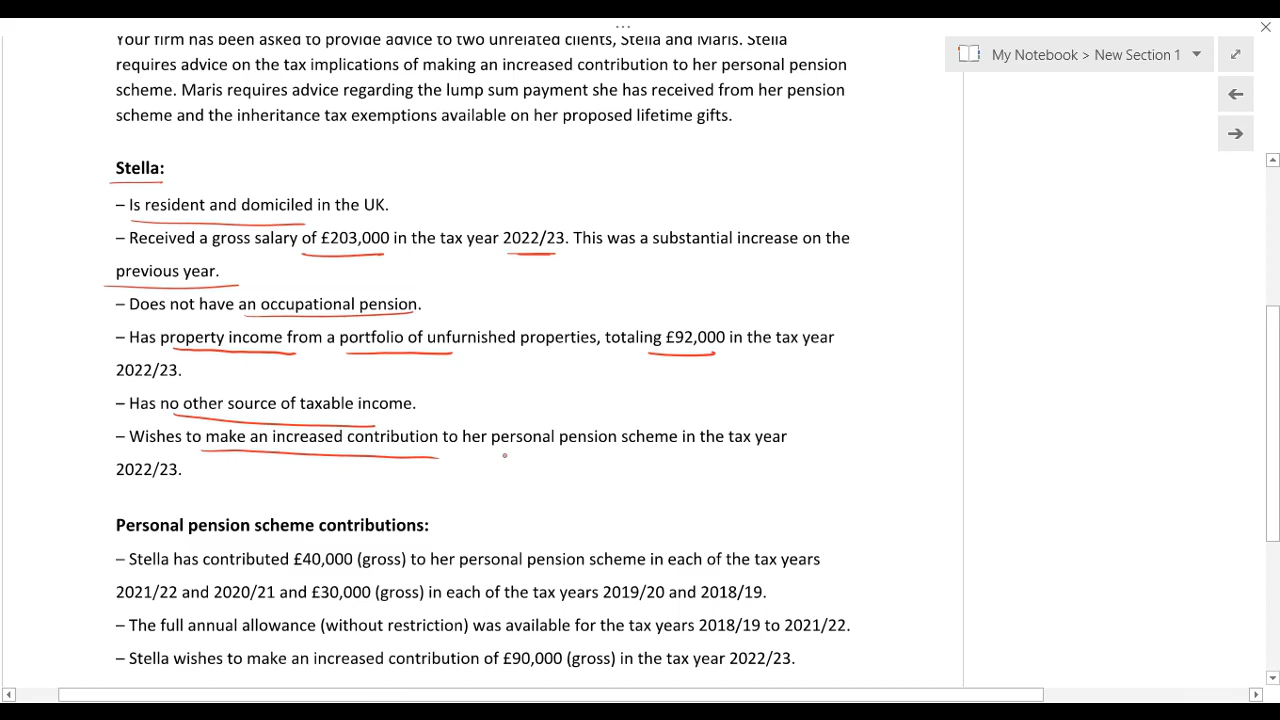 Your firm has been asked to provide advice to two unrelated clients, Stella and Maris. Stella
requires advice on the tax implications of making an increased contribution to her personal pension
scheme. Maris requires advice regarding the lump sum payment she has received from her pension
scheme and the inheritance tax exemptions available on her proposed lifetime gifts.
My Notebook > New Section 1
Stella:
– Is resident and domiciled in the UK.
– Received a gross salary of £203,000 in the tax year 2022/23. This was a substantial increase on the
previous year.
– Does not have an occupational pension.
– Has property income from a portfolio of unfurnished properties, totaling £92,000 in the tax year
2022/23.
– Has no other source of taxable income.
– Wishes to make an increased contribution to her personal pension scheme in the tax year
2022/23.
Personal pension scheme contributions:
– Stella has contributed £40,000 (gross) to her personal pension scheme in each of the tax years
2021/22 and 2020/21 and £30,000 (gross) in each of the tax years 2019/20 and 2018/19.
– The full annual allowance (without restriction) was available for the tax years 2018/19 to 2021/22.
– Stella wishes to make an increased contribution of £90,000 (gross) in the tax year 2022/23.